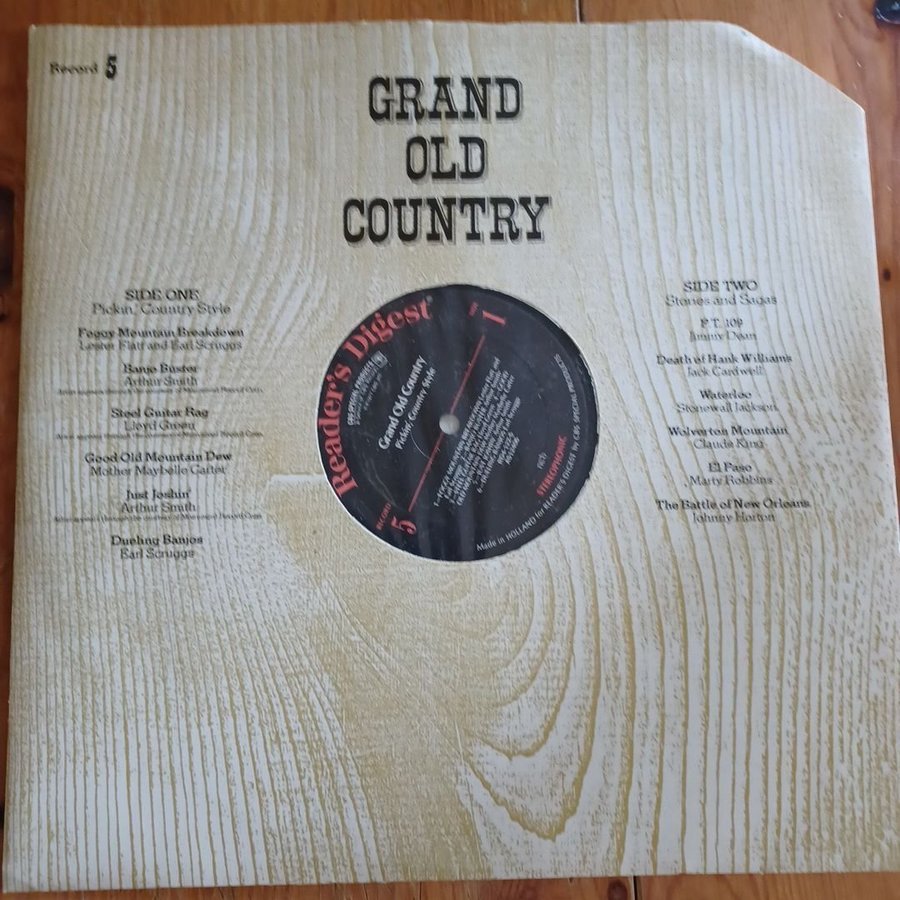 Record 5
GRAND
OLD
COUNTRY
SIDE ONE
Pickin' Country Style
Foggy Mountain Breakdown
Lester Flatt and Earl Scruggs
Banjo Buster
Arthur Smith
Steel Guitar Rag
Lloyd Green
Good Old Mountain Dew
Mother Maybelle Carter
Just Joshin'
Arthur Smith
Dueling Banjos
Earl Scruggs
SIDE TWO
Stories and Sagas
P.T. 109
Jimmy Dean
Death of Hank Williams
Jack Cardwell
Waterloo
Stonewall Jackson
Wolverton Mountain
Claude King
El Paso
Marty Robbins
The Battle of New Orleans
Johnny Horton
Reader's Digest
Grand Old Country
Pickin' Country Style
RECORD
5
1
STEREOPHONIC
Made in HOLLAND for READER'S DIGEST by CBS SPECIAL PRODUCTS